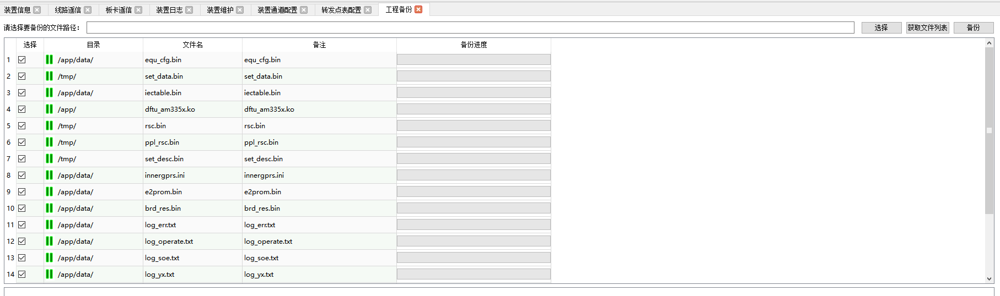 装置信息 线路遥信 板卡遥信 装置日志 装置维护 装置通道配置 转发点表配置 工程备份
请选择要备份的文件路径： 选择 获取文件列表 备份
选择 目录 文件名 备注 备份进度
1 /app/data/ equ_cfg.bin equ_cfg.bin
2 /tmp/ set_data.bin set_data.bin
3 /app/data/ iectable.bin iectable.bin
4 /app/ dftu_am335x.ko dftu_am335x.ko
5 /tmp/ rsc.bin rsc.bin
6 /tmp/ ppl_rsc.bin ppl_rsc.bin
7 /tmp/ set_desc.bin set_desc.bin
8 /app/data/ innergprs.ini innergprs.ini
9 /app/data/ e2prom.bin e2prom.bin
10 /app/data/ brd_res.bin brd_res.bin
11 /app/data/ log_err.txt log_err.txt
12 /app/data/ log_operate.txt log_operate.txt
13 /app/data/ log_soe.txt log_soe.txt
14 /app/data/ log_yx.txt log_yx.txt